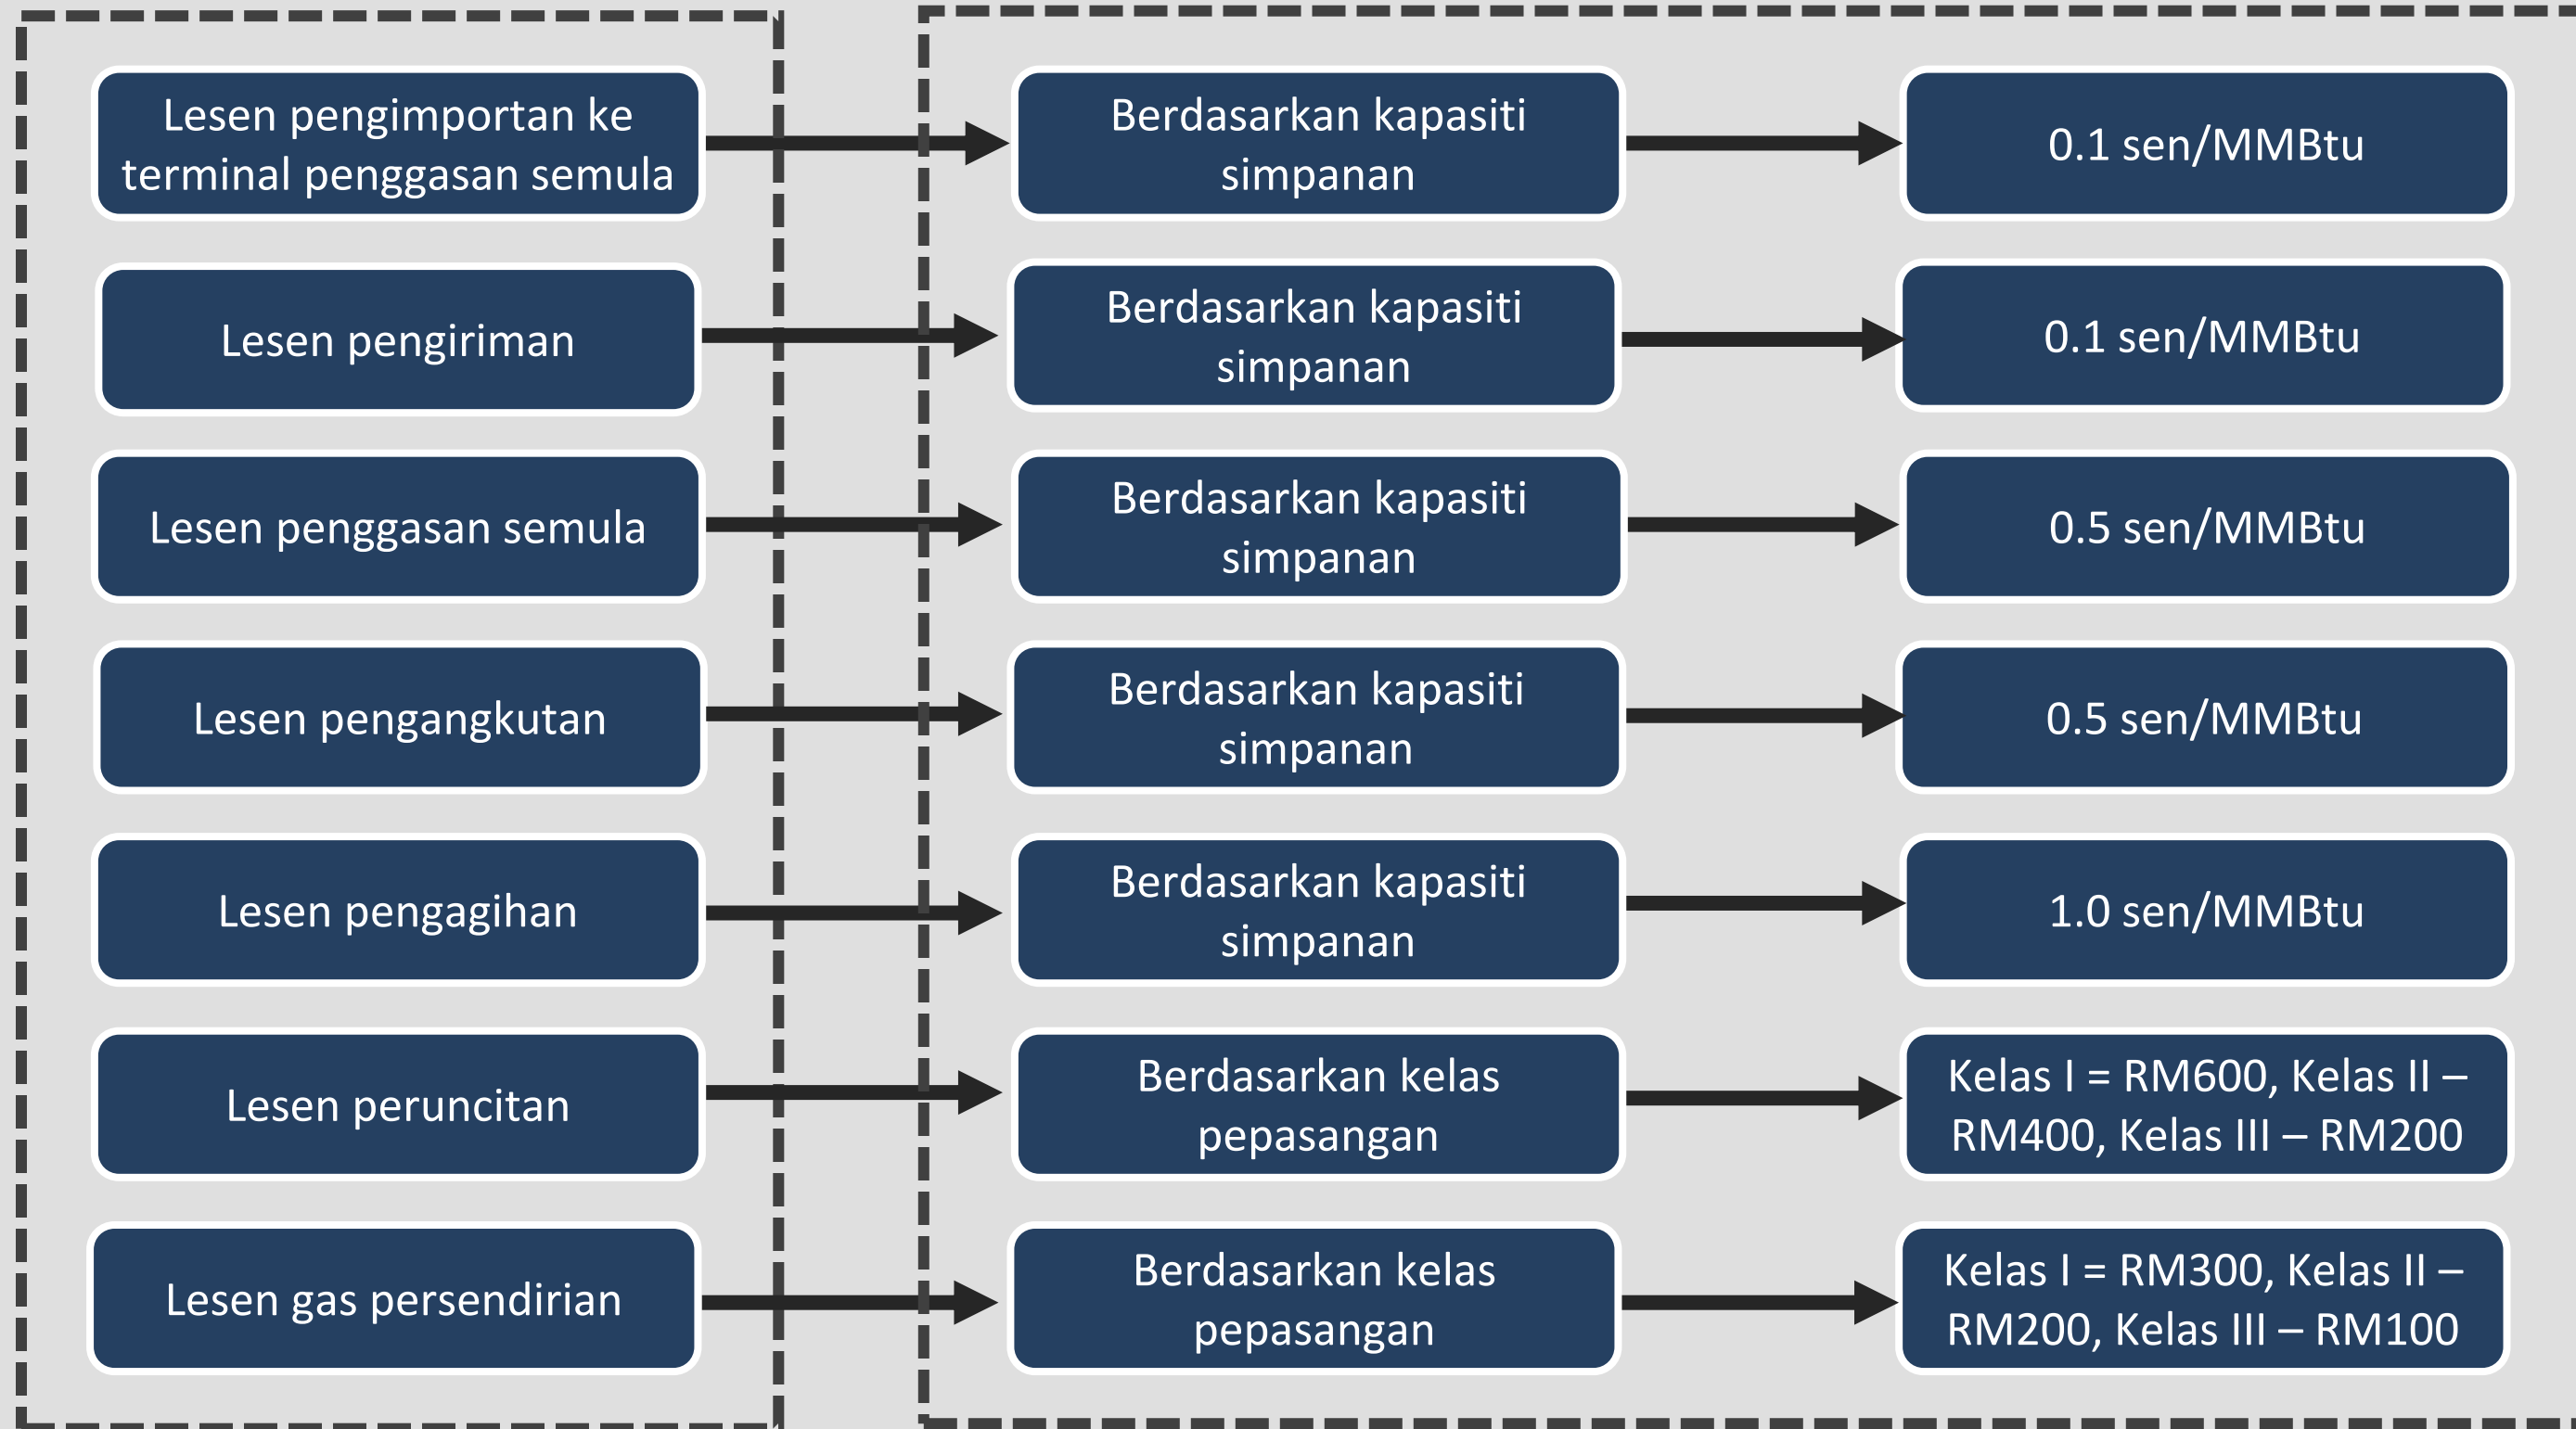 Lesen pengimportan ke
terminal penggasan semula
Berdasarkan kapasiti
simpanan
0.1 sen/MMBtu
Lesen pengiriman
Berdasarkan kapasiti
simpanan
0.1 sen/MMBtu
Lesen penggasan semula
Berdasarkan kapasiti
simpanan
0.5 sen/MMBtu
Lesen pengangkutan
Berdasarkan kapasiti
simpanan
0.5 sen/MMBtu
Lesen pengagihan
Berdasarkan kapasiti
simpanan
1.0 sen/MMBtu
Lesen peruncitan
Berdasarkan kelas
pepasangan
Kelas I = RM600, Kelas II –
RM400, Kelas III – RM200
Lesen gas persendirian
Berdasarkan kelas
pepasangan
Kelas I = RM300, Kelas II –
RM200, Kelas III – RM100